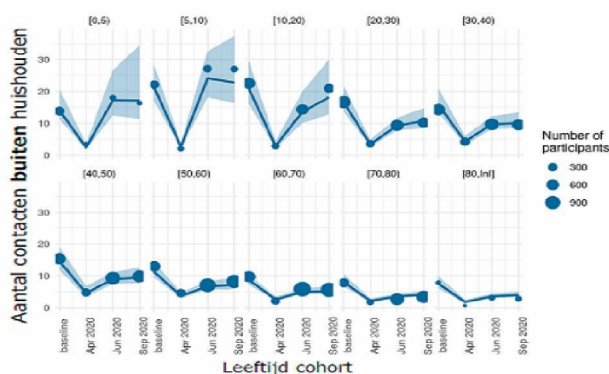 [0,5)
[5,10)
[10,20)
[20,30)
[30,40)
30
20
10
0
[40,50)
[50,60)
[60,70)
[70,80)
[80,Inf]
30
20
10
0
Aantal contacten buiten huishouden
baseline
Apr 2020
Jun 2020
Sep 2020
baseline
Apr 2020
Jun 2020
Sep 2020
baseline
Apr 2020
Jun 2020
Sep 2020
baseline
Apr 2020
Jun 2020
Sep 2020
baseline
Apr 2020
Jun 2020
Sep 2020
Leeftijd cohort
Number of
participants
300
600
900